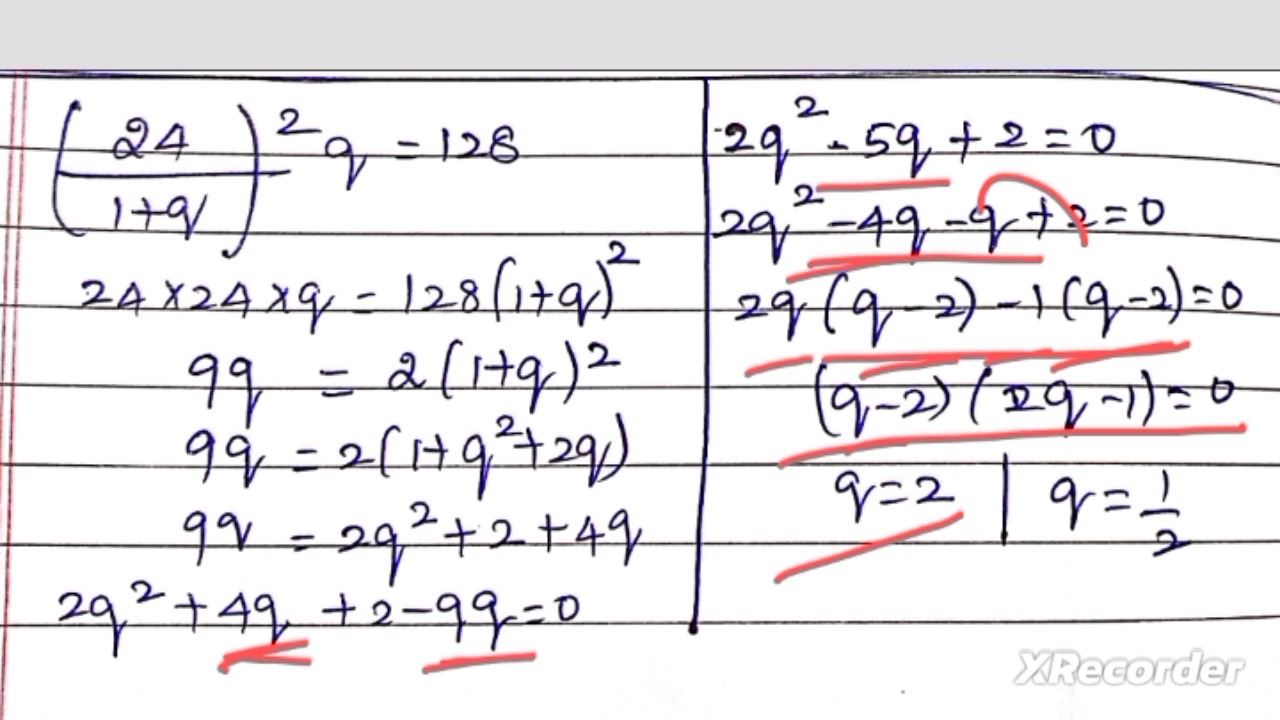 (24/(1+q))² q = 128
24 × 24 × q = 128(1+q)²
9q = 2(1+q)²
9q = 2(1+q²+2q)
9q = 2q² + 2 + 4q
2q² + 4q + 2 - 9q = 0
2q² - 5q + 2 = 0
2q² - 4q - q + 2 = 0
2q(q - 2) - 1(q - 2) = 0
(q - 2)(2q - 1) = 0
q = 2 | q = 1/2
XRecorder